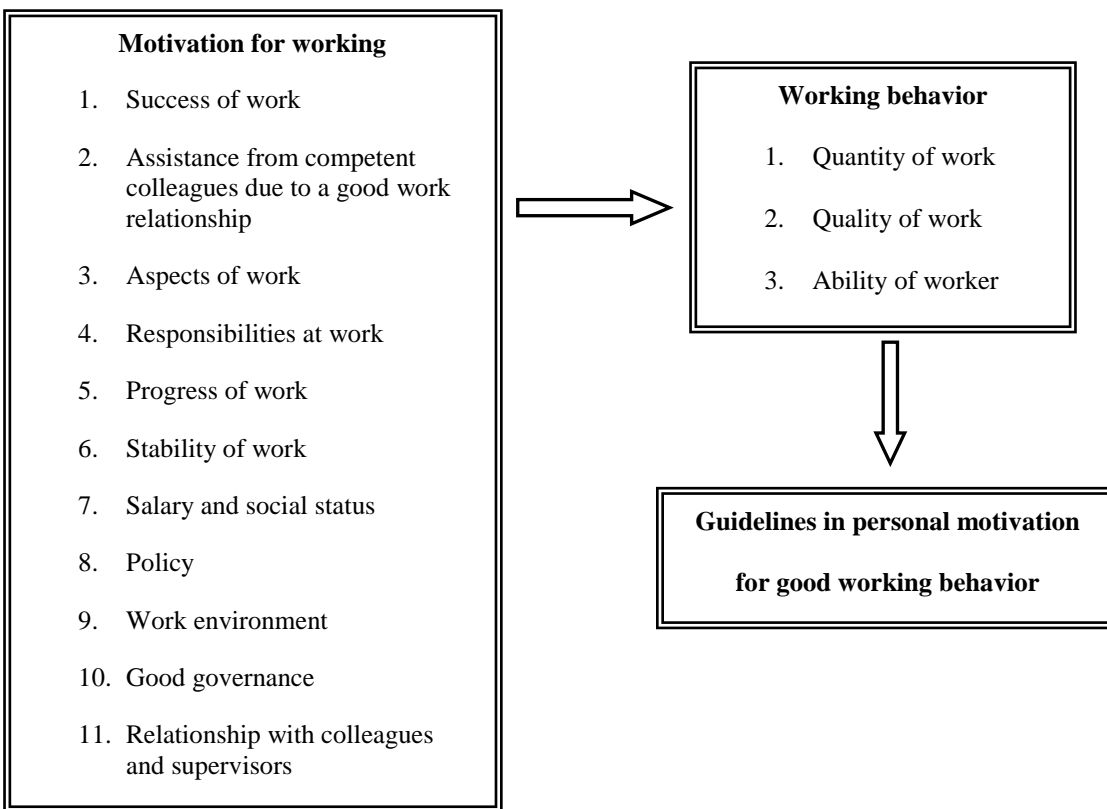 Motivation for working
1. Success of work
2. Assistance from competent
colleagues due to a good work
relationship
3. Aspects of work
4. Responsibilities at work
5. Progress of work
6. Stability of work
7. Salary and social status
8. Policy
9. Work environment
10. Good governance
11. Relationship with colleagues
and supervisors
Working behavior
1. Quantity of work
2. Quality of work
3. Ability of worker
Guidelines in personal motivation
for good working behavior